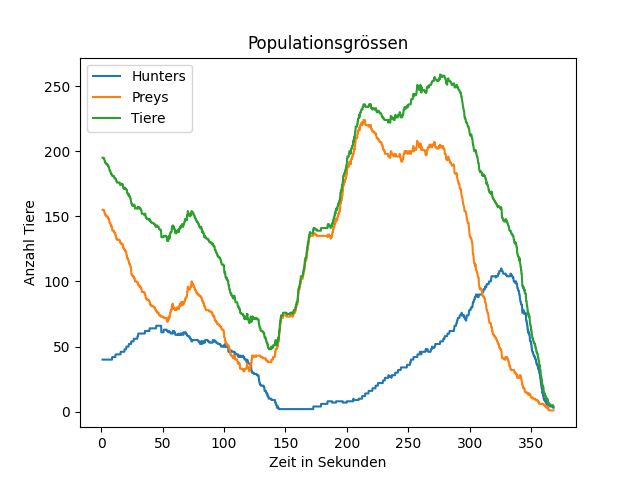 Populationsgrössen
Hunters
Preys
Tiere
Anzahl Tiere
250
200
150
100
50
0
0 50 100 150 200 250 300 350
Zeit in Sekunden